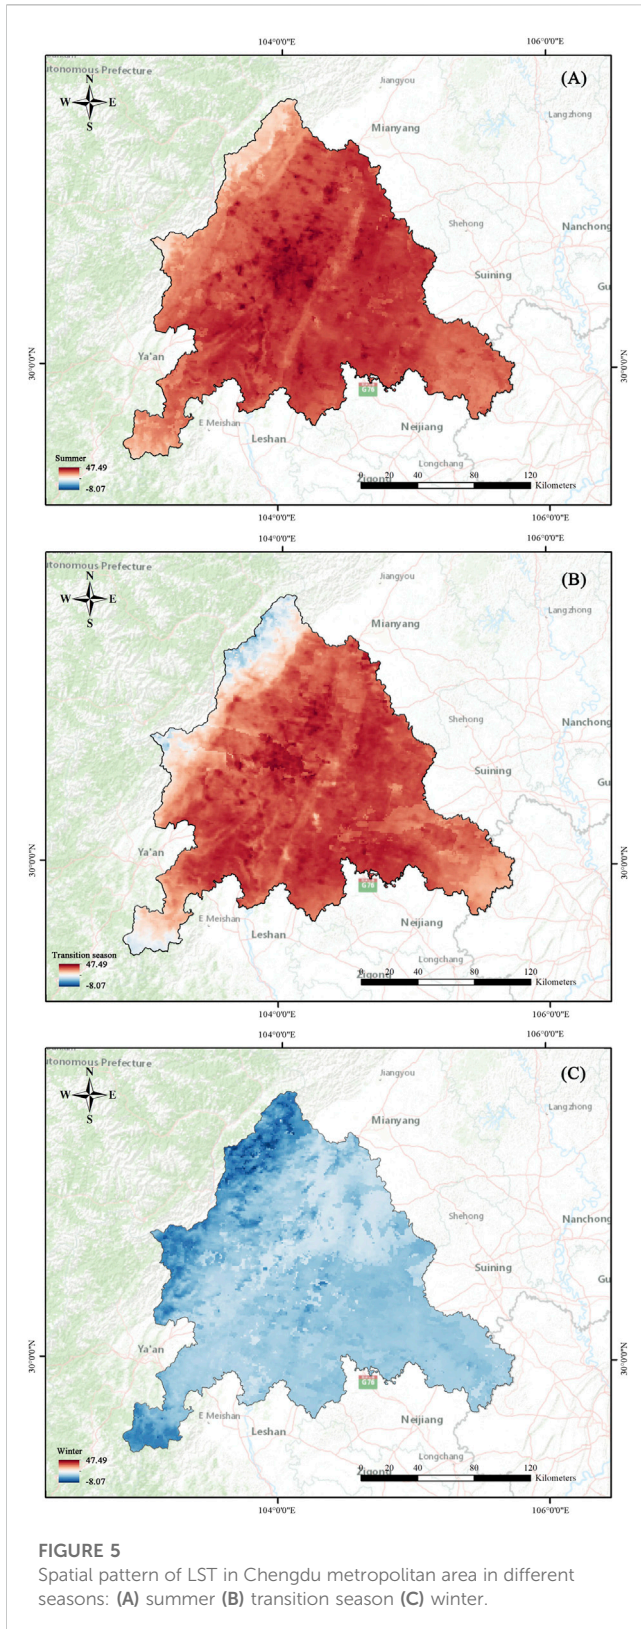 104°0'0"E
106°0'0"E
utonomous Prefecture
(A)
N
W E
S
Jiangyou
Langzhong
Mianyang
Shehong
Nanchong
Suining
Gu
30°0'0"N
30°0'0"N
Ya'an
G76
E Meishan
Leshan
Neijiang
Longchang
Zigong
Summer
47.49
-8.07
0 20 40 80 120
Kilometers
104°0'0"E
106°0'0"E
104°0'0"E
106°0'0"E
utonomous Prefecture
(B)
N
W E
S
Jiangyou
Langzhong
Mianyang
Shehong
Nanchong
Suining
Gu
30°0'0"N
30°0'0"N
Ya'an
G76
E Meishan
Leshan
Neijiang
Longchang
Zigong
Transition season
47.49
-8.07
0 20 40 80 120
Kilometers
104°0'0"E
106°0'0"E
104°0'0"E
106°0'0"E
utonomous Prefecture
(C)
N
W E
S
Jiangyou
Langzhong
Mianyang
Shehong
Nanchong
Suining
Gu
30°0'0"N
30°0'0"N
Ya'an
G76
E Meishan
Leshan
Neijiang
Longchang
Zigong
Winter
47.49
-8.07
0 20 40 80 120
Kilometers
104°0'0"E
106°0'0"E
FIGURE 5
Spatial pattern of LST in Chengdu metropolitan area in different
seasons: (A) summer (B) transition season (C) winter.